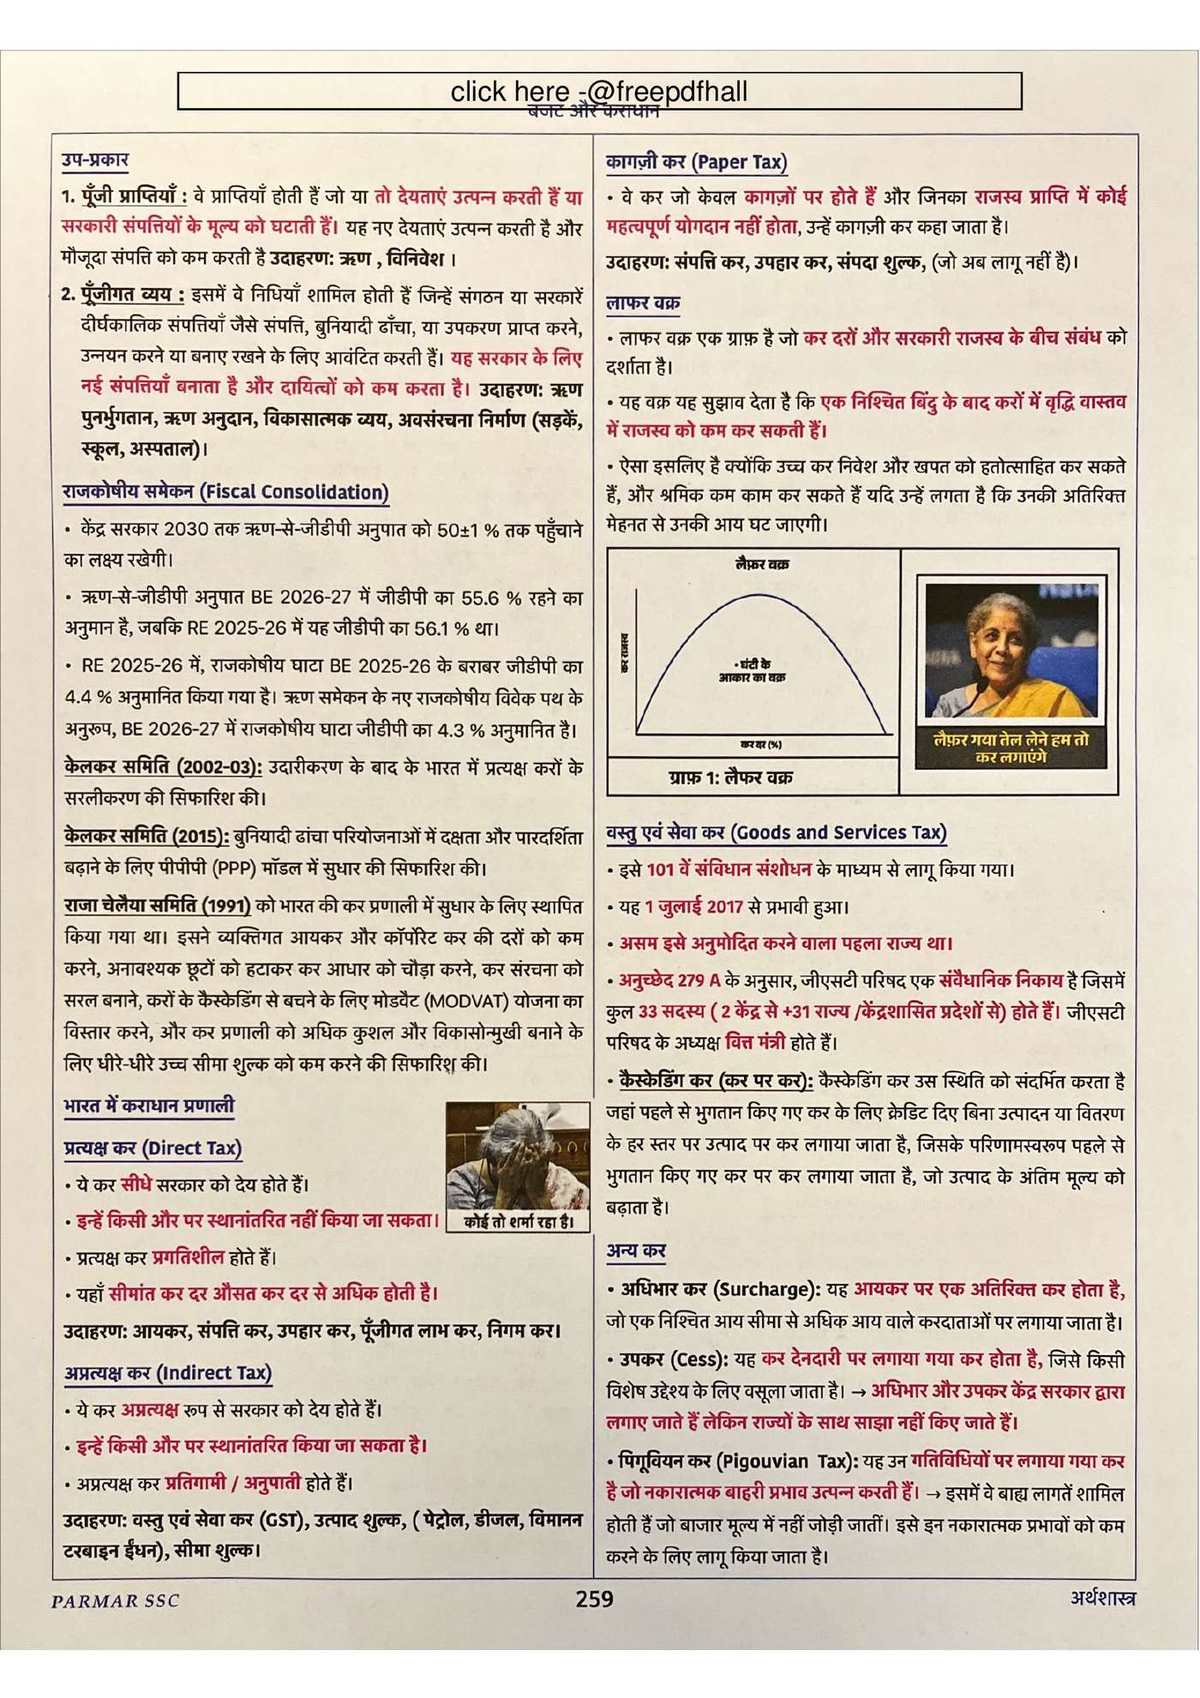 click here -@freepdfhall
बजट और कराधान
उप-प्रकार
1. पूँजी प्राप्तियाँ : वे प्राप्तियाँ होती हैं जो या तो देयताएं उत्पन्न करती हैं या
सरकारी संपत्तियों के मूल्य को घटाती हैं। यह नए देयताएं उत्पन्न करती है और
मौजूदा संपत्ति को कम करती है उदाहरण: ऋण , विनिवेश ।
2. पूँजीगत व्यय : इसमें वे निधियाँ शामिल होती हैं जिन्हें संगठन या सरकारें
दीर्घकालिक संपत्तियाँ जैसे संपत्ति, बुनियादी ढाँचा, या उपकरण प्राप्त करने,
उन्नयन करने या बनाए रखने के लिए आवंटित करती हैं। यह सरकार के लिए
नई संपत्तियाँ बनाता है और दायित्वों को कम करता है। उदाहरण: ऋण
पुनर्भुगतान, ऋण अनुदान, विकासात्मक व्यय, अवसंरचना निर्माण (सड़कें,
स्कूल, अस्पताल)।
राजकोषीय समेकन (Fiscal Consolidation)
• केंद्र सरकार 2030 तक ऋण-से-जीडीपी अनुपात को 50±1 % तक पहुँचाने
का लक्ष्य रखेगी।
• ऋण-से-जीडीपी अनुपात BE 2026-27 में जीडीपी का 55.6 % रहने का
अनुमान है, जबकि RE 2025-26 में यह जीडीपी का 56.1 % था।
• RE 2025-26 में, राजकोषीय घाटा BE 2025-26 के बराबर जीडीपी का
4.4 % अनुमानित किया गया है। ऋण समेकन के नए राजकोषीय विवेक पथ के
अनुरूप, BE 2026-27 में राजकोषीय घाटा जीडीपी का 4.3 % अनुमानित है।
केलकर समिति (2002-03): उदारीकरण के बाद के भारत में प्रत्यक्ष करों के
सरलीकरण की सिफारिश की।
केलकर समिति (2015): बुनियादी ढांचा परियोजनाओं में दक्षता और पारदर्शिता
बढ़ाने के लिए पीपीपी (PPP) मॉडल में सुधार की सिफारिश की।
राजा चेलैया समिति (1991) को भारत की कर प्रणाली में सुधार के लिए स्थापित
किया गया था। इसने व्यक्तिगत आयकर और कॉर्पोरेट कर की दरों को कम
करने, अनावश्यक छूटों को हटाकर कर आधार को चौड़ा करने, कर संरचना को
सरल बनाने, करों के कैस्केडिंग से बचने के लिए मोडवैट (MODVAT) योजना का
विस्तार करने, और कर प्रणाली को अधिक कुशल और विकासोन्मुखी बनाने के
लिए धीरे-धीरे उच्च सीमा शुल्क को कम करने की सिफारिश की।
भारत में कराधान प्रणाली
प्रत्यक्ष कर (Direct Tax)
• ये कर सीधे सरकार को देय होते हैं।
• इन्हें किसी और पर स्थानांतरित नहीं किया जा सकता।
• प्रत्यक्ष कर प्रगतिशील होते हैं।
• यहाँ सीमांत कर दर औसत कर दर से अधिक होती है।
उदाहरण: आयकर, संपत्ति कर, उपहार कर, पूँजीगत लाभ कर, निगम कर।
कोई तो शर्मा रहा है।
अप्रत्यक्ष कर (Indirect Tax)
• ये कर अप्रत्यक्ष रूप से सरकार को देय होते हैं।
• इन्हें किसी और पर स्थानांतरित किया जा सकता है।
• अप्रत्यक्ष कर प्रतिगामी / अनुपाती होते हैं।
उदाहरण: वस्तु एवं सेवा कर (GST), उत्पाद शुल्क, ( पेट्रोल, डीजल, विमानन
टरबाइन ईंधन), सीमा शुल्क।
कागज़ी कर (Paper Tax)
• वे कर जो केवल कागज़ों पर होते हैं और जिनका राजस्व प्राप्ति में कोई
महत्वपूर्ण योगदान नहीं होता, उन्हें कागज़ी कर कहा जाता है।
उदाहरण: संपत्ति कर, उपहार कर, संपदा शुल्क, (जो अब लागू नहीं है)।
लाफर वक्र
• लाफर वक्र एक ग्राफ़ है जो कर दरों और सरकारी राजस्व के बीच संबंध को
दर्शाता है।
• यह वक्र यह सुझाव देता है कि एक निश्चित बिंदु के बाद करों में वृद्धि वास्तव
में राजस्व को कम कर सकती हैं।
• ऐसा इसलिए है क्योंकि उच्च कर निवेश और खपत को हतोत्साहित कर सकते
हैं, और श्रमिक कम काम कर सकते हैं यदि उन्हें लगता है कि उनकी अतिरिक्त
मेहनत से उनकी आय घट जाएगी।
लैफ़र वक्र
कर राजस्व
• घंटी के
आकार का वक्र
कर दर (%)
ग्राफ़ 1: लैफर वक्र
लैफ़र गया तेल लेने हम तो
कर लगाएंगे
वस्तु एवं सेवा कर (Goods and Services Tax)
• इसे 101 वें संविधान संशोधन के माध्यम से लागू किया गया।
• यह 1 जुलाई 2017 से प्रभावी हुआ।
• असम इसे अनुमोदित करने वाला पहला राज्य था।
• अनुच्छेद 279 A के अनुसार, जीएसटी परिषद एक संवैधानिक निकाय है जिसमें
कुल 33 सदस्य ( 2 केंद्र से +31 राज्य /केंद्रशासित प्रदेशों से) होते हैं। जीएसटी
परिषद के अध्यक्ष वित्त मंत्री होते हैं।
• कैस्केडिंग कर (कर पर कर): कैस्केडिंग कर उस स्थिति को संदर्भित करता है
जहां पहले से भुगतान किए गए कर के लिए क्रेडिट दिए बिना उत्पादन या वितरण
के हर स्तर पर उत्पाद पर कर लगाया जाता है, जिसके परिणामस्वरूप पहले से
भुगतान किए गए कर पर कर लगाया जाता है, जो उत्पाद के अंतिम मूल्य को
बढ़ाता है।
अन्य कर
• अधिभार कर (Surcharge): यह आयकर पर एक अतिरिक्त कर होता है,
जो एक निश्चित आय सीमा से अधिक आय वाले करदाताओं पर लगाया जाता है।
• उपकर (Cess): यह कर देनदारी पर लगाया गया कर होता है, जिसे किसी
विशेष उद्देश्य के लिए वसूला जाता है। → अधिभार और उपकर केंद्र सरकार द्वारा
लगाए जाते हैं लेकिन राज्यों के साथ साझा नहीं किए जाते हैं।
• पिगूवियन कर (Pigouvian Tax): यह उन गतिविधियों पर लगाया गया कर
है जो नकारात्मक बाहरी प्रभाव उत्पन्न करती हैं। → इसमें वे बाह्य लागतें शामिल
होती हैं जो बाजार मूल्य में नहीं जोड़ी जातीं। इसे इन नकारात्मक प्रभावों को कम
करने के लिए लागू किया जाता है।
PARMAR SSC
259
अर्थशास्त्र